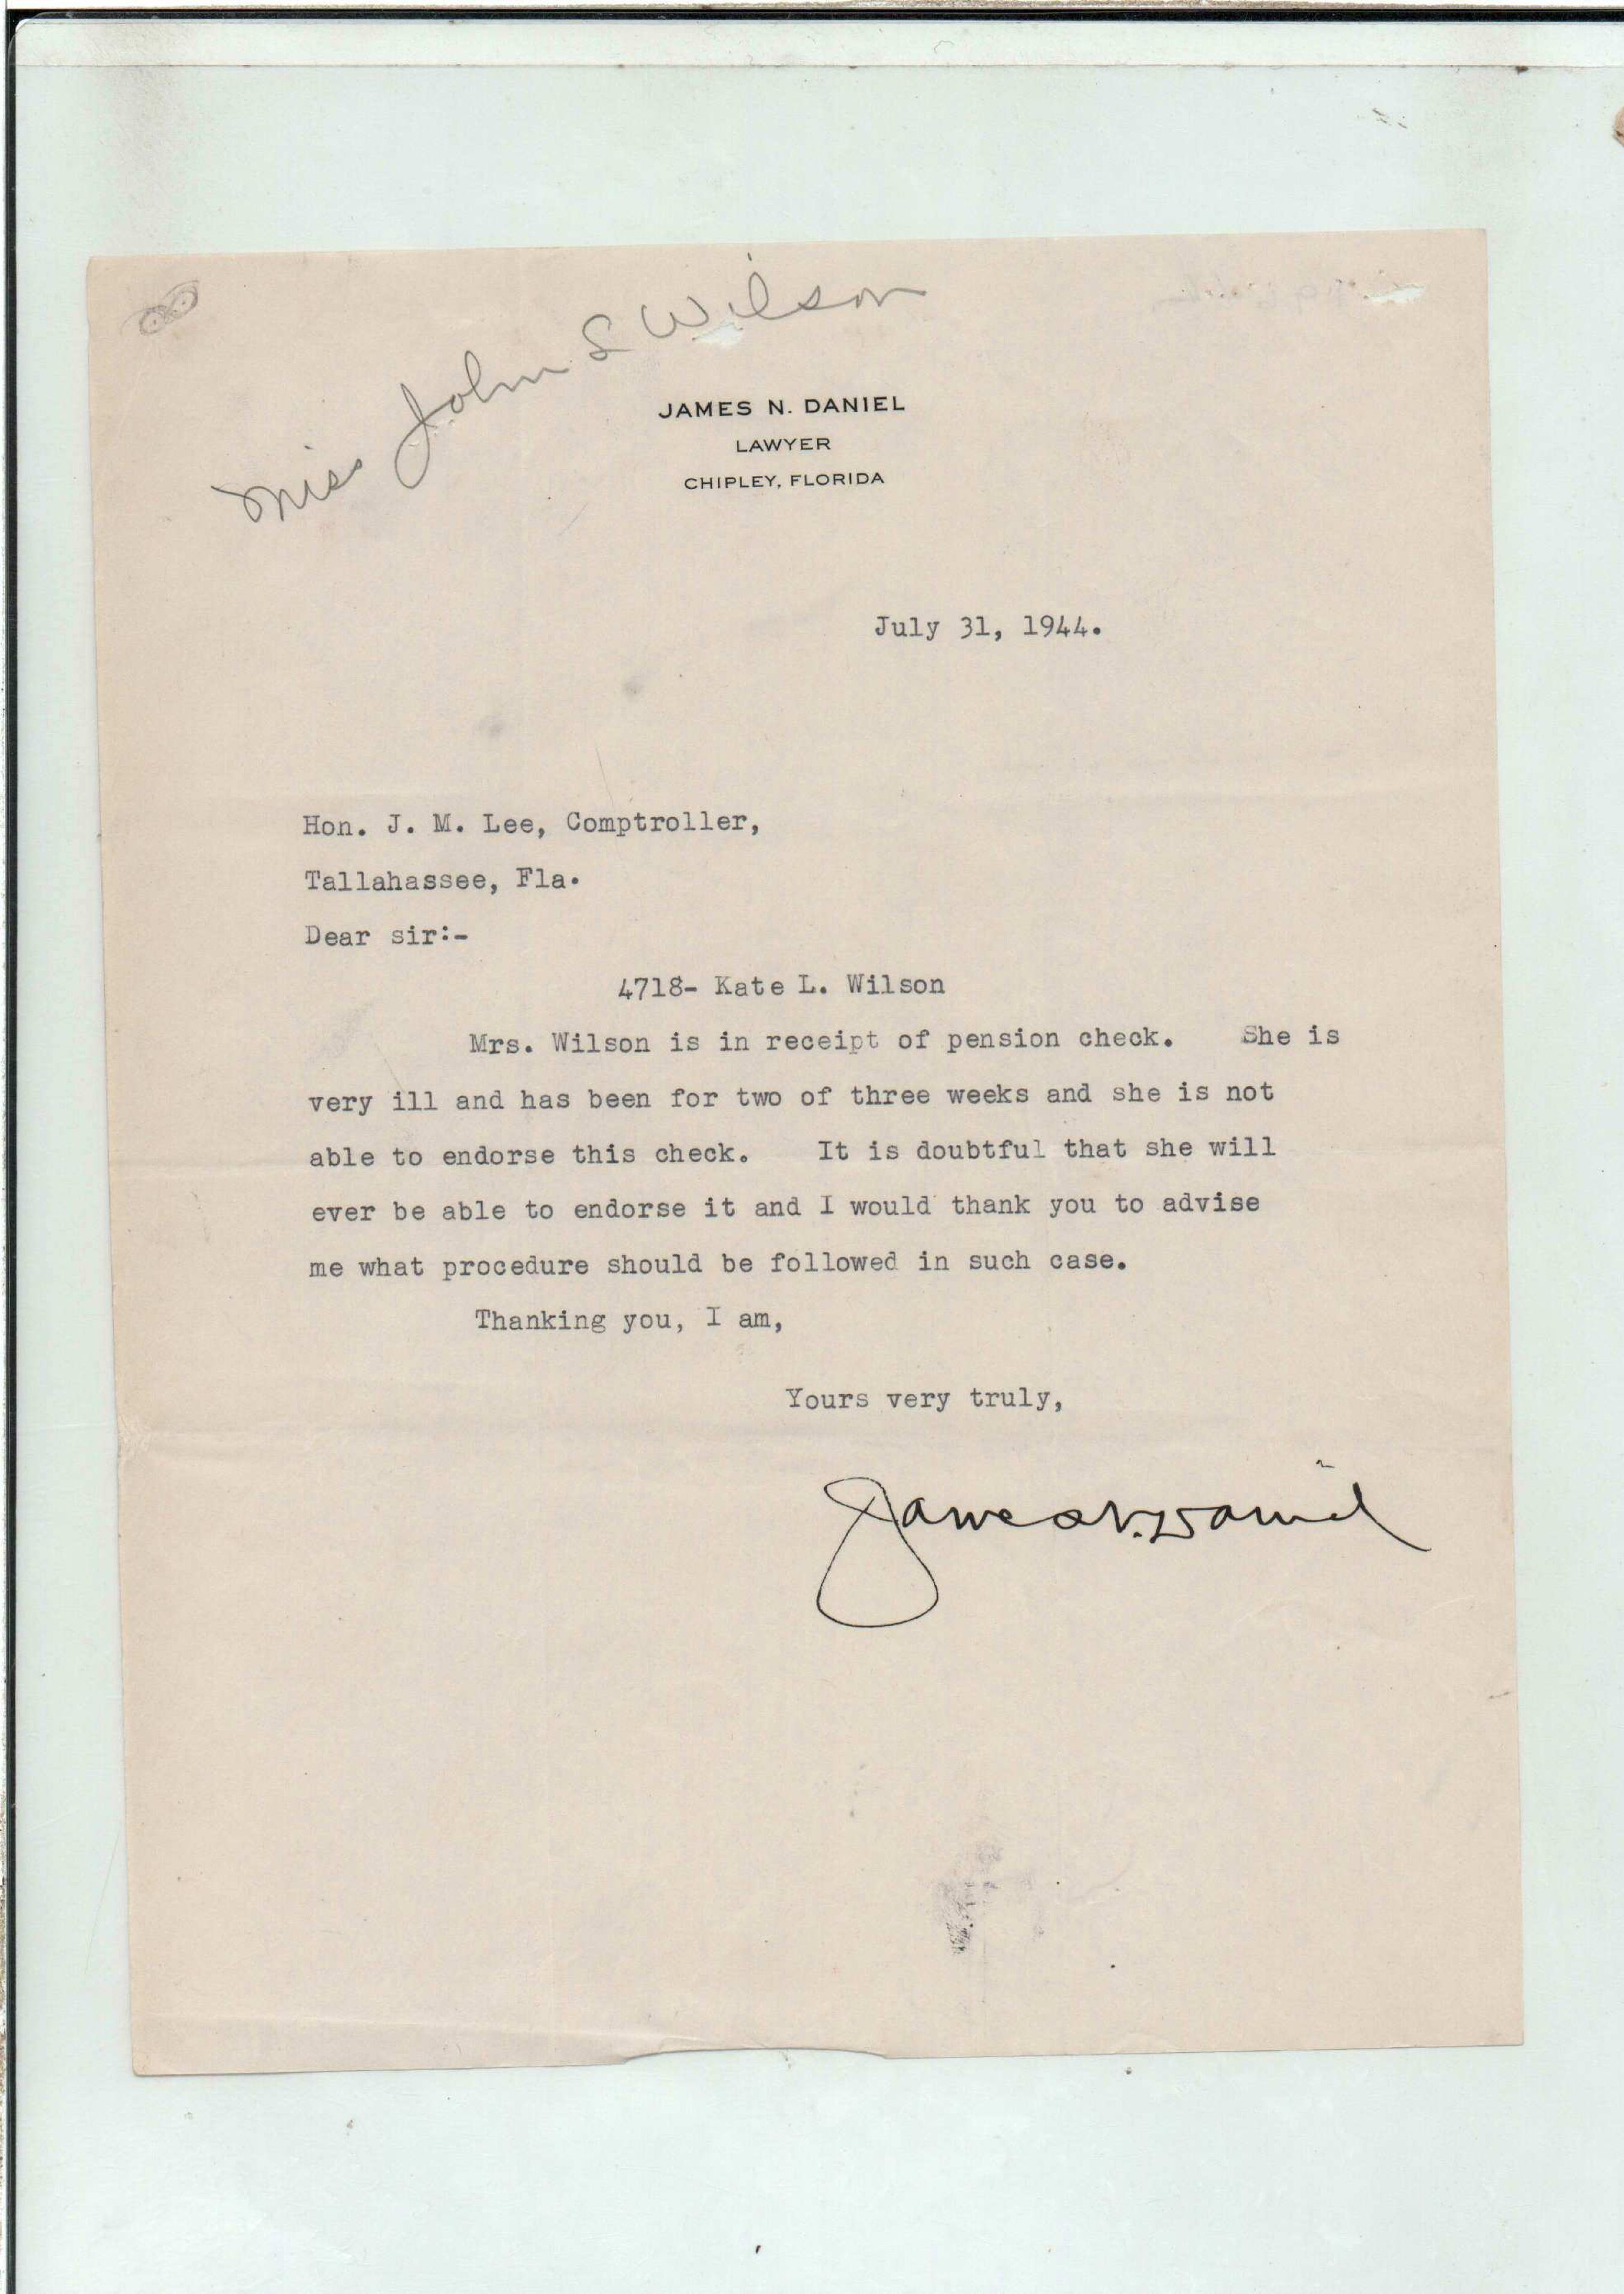 Miss John S Wilson
JAMES N. DANIEL
LAWYER
CHIPLEY, FLORIDA
July 31, 1944.
Hon. J. M. Lee, Comptroller,
Tallahassee, Fla.
Dear sir:-
4718- Kate L. Wilson
Mrs. Wilson is in receipt of pension check. She is
very ill and has been for two of three weeks and she is not
able to endorse this check. It is doubtful that she will
ever be able to endorse it and I would thank you to advise
me what procedure should be followed in such case.
Thanking you, I am,
Yours very truly,
James N. Daniel